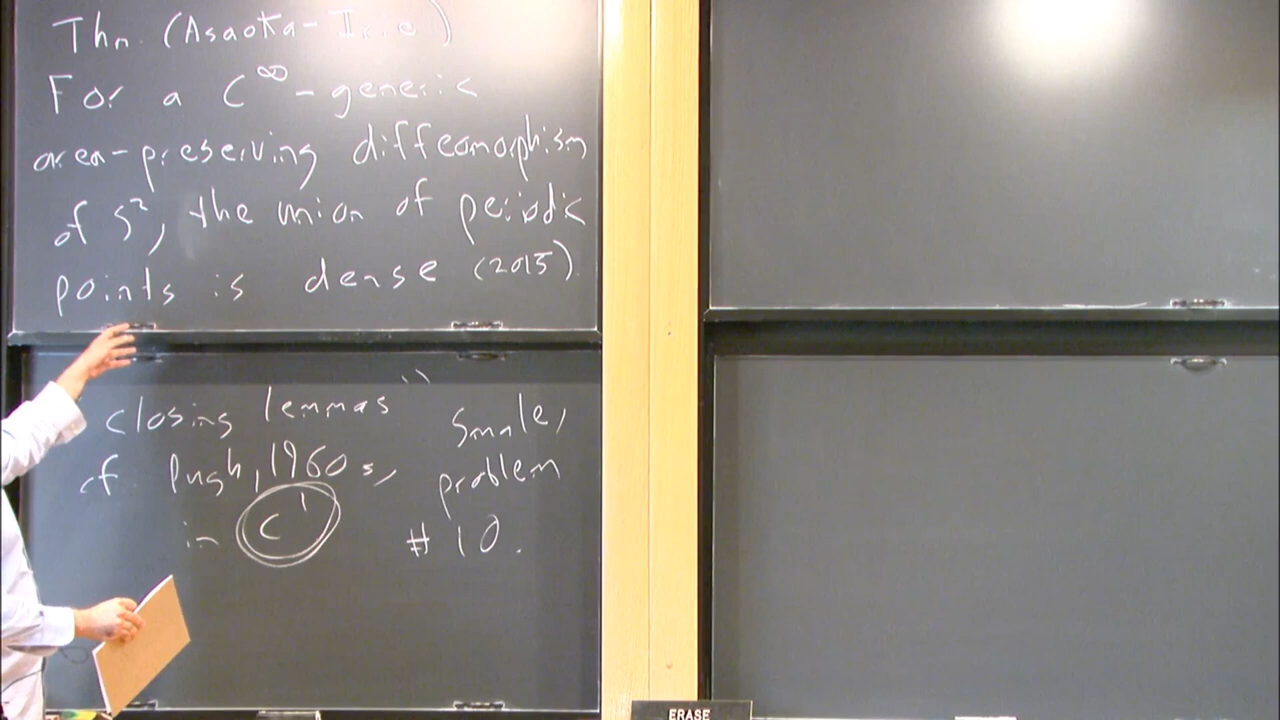 Thm. (Asaoka-Irie)
For a C^∞-generic
area-preserving diffeomorphism
of S², the union of periodic
points is dense (2015).
closing lemmas"
cf. Pugh, 1960s,
in C¹
Smale,
problem
#10.
ERASE